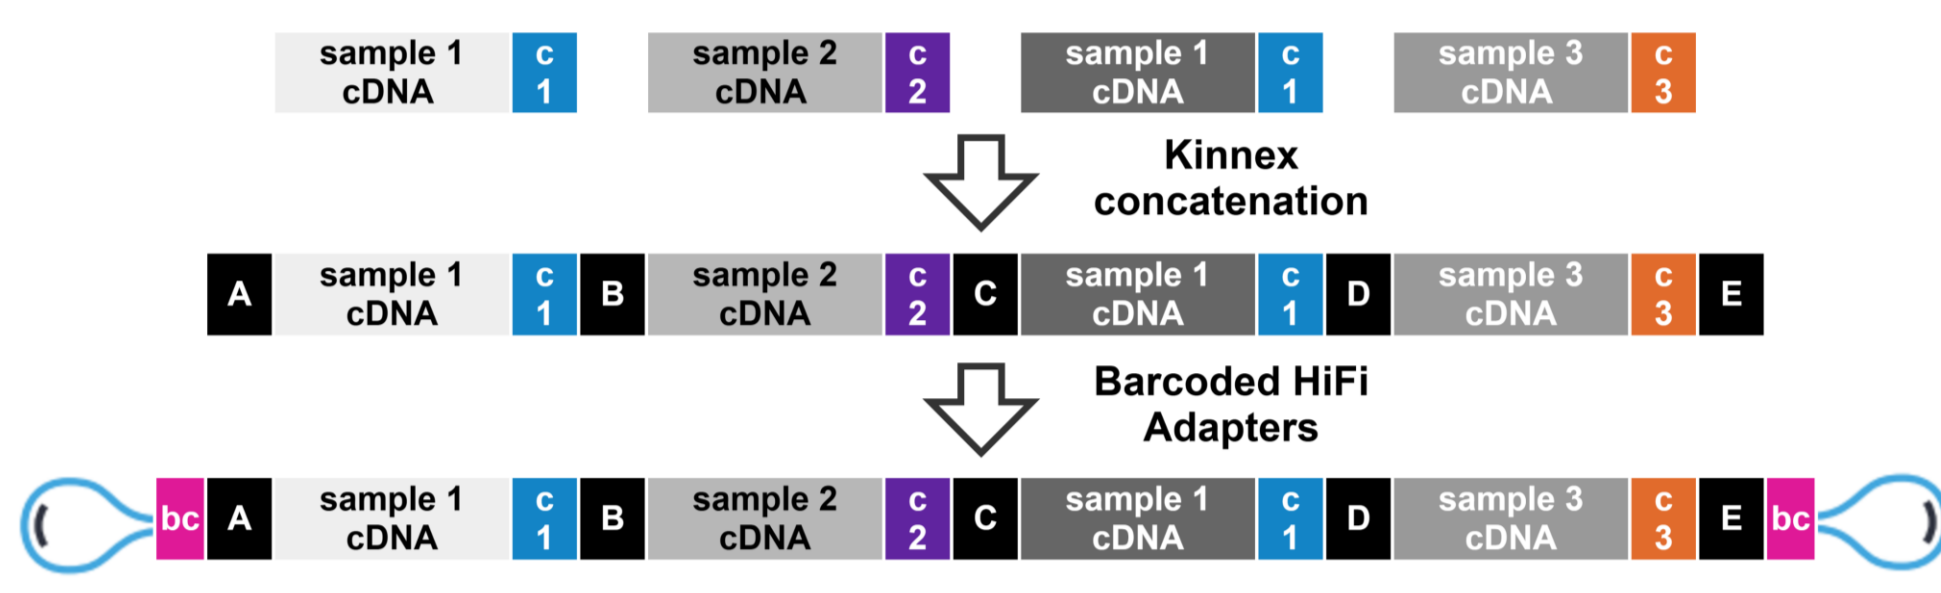 sample 1 c sample 2 c sample 1 c sample 3 c
cDNA 1 cDNA 2 cDNA 1 cDNA 3
Kinnex
concatenation
A sample 1 c B sample 2 c C sample 1 c D sample 3 c E
cDNA 1 cDNA 2 cDNA 1 cDNA 3
Barcoded HiFi
Adapters
bc A sample 1 c B sample 2 c C sample 1 c D sample 3 c E bc
cDNA 1 cDNA 2 cDNA 1 cDNA 3